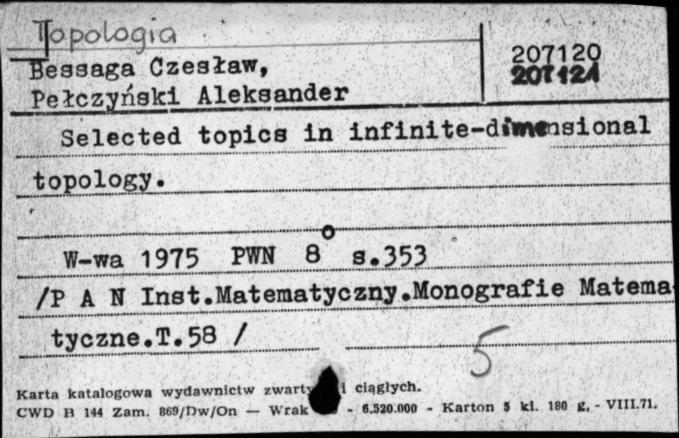 Topologia
207120
207121
Bessaga Czesław,
Pełczyński Aleksander
Selected topics in infinite-dimensional
topology.
W-wa 1975 PWN 8° s.353
/P A N Inst.Matematyczny.Monografie Matema-
tyczne.T.58 /
5
Karta katalogowa wydawnictw zwartych i ciągłych.
CWD B 144 Zam. 869/Dw/On — Wrak - 6.520.000 - Karton 5 kl. 180 g. - VIII.71.